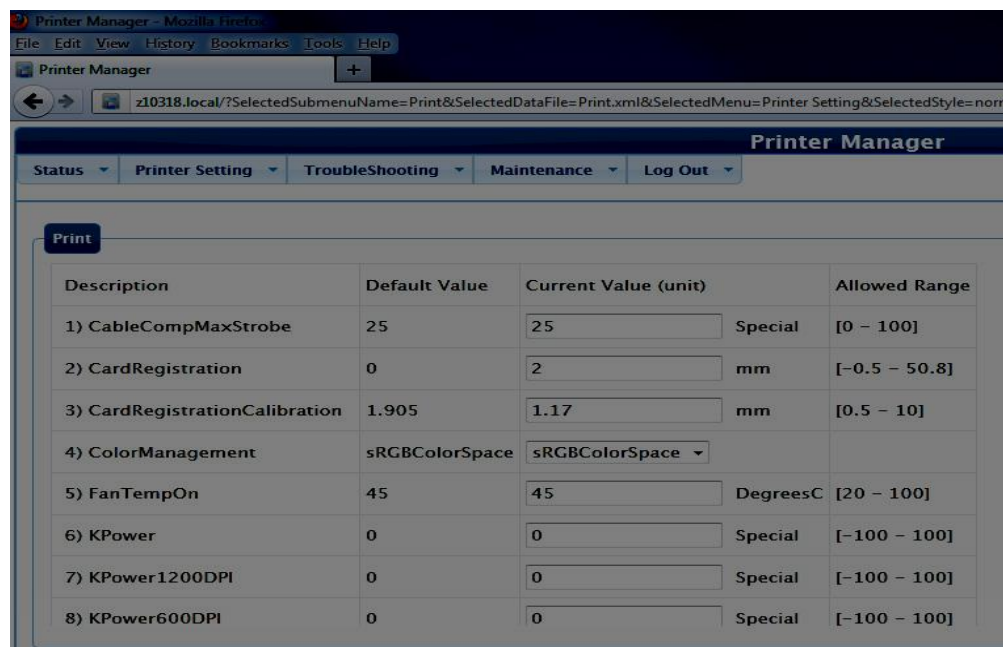 Printer Manager - Mozilla Firefox
File Edit View History Bookmarks Tools Help
Printer Manager +
z10318.local/?SelectedSubmenuName=Print&SelectedDataFile=Print.xml&SelectedMenu=Printer Setting&SelectedStyle=norm
Printer Manager
Status Printer Setting TroubleShooting Maintenance Log Out
Print
Description Default Value Current Value (unit) Allowed Range
1) CableCompMaxStrobe 25 25 Special [0 - 100]
2) CardRegistration 0 2 mm [-0.5 - 50.8]
3) CardRegistrationCalibration 1.905 1.17 mm [0.5 - 10]
4) ColorManagement sRGBColorSpace sRGBColorSpace
5) FanTempOn 45 45 DegreesC [20 - 100]
6) KPower 0 0 Special [-100 - 100]
7) KPower1200DPI 0 0 Special [-100 - 100]
8) KPower600DPI 0 0 Special [-100 - 100]